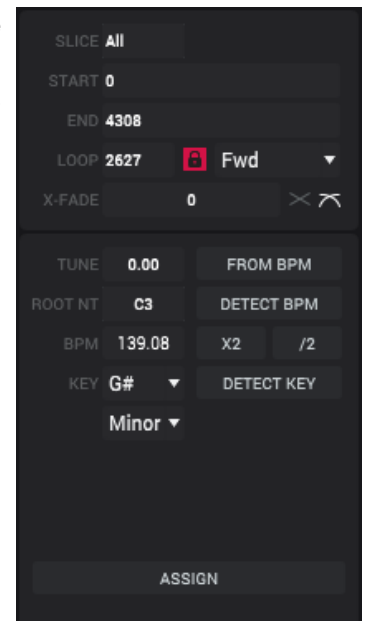 SLICE All
START 0
END 4308
LOOP 2627 Fwd
X-FADE 0
TUNE 0.00 FROM BPM
ROOT NT C3 DETECT BPM
BPM 139.08 X2 /2
KEY G# DETECT KEY
Minor
ASSIGN